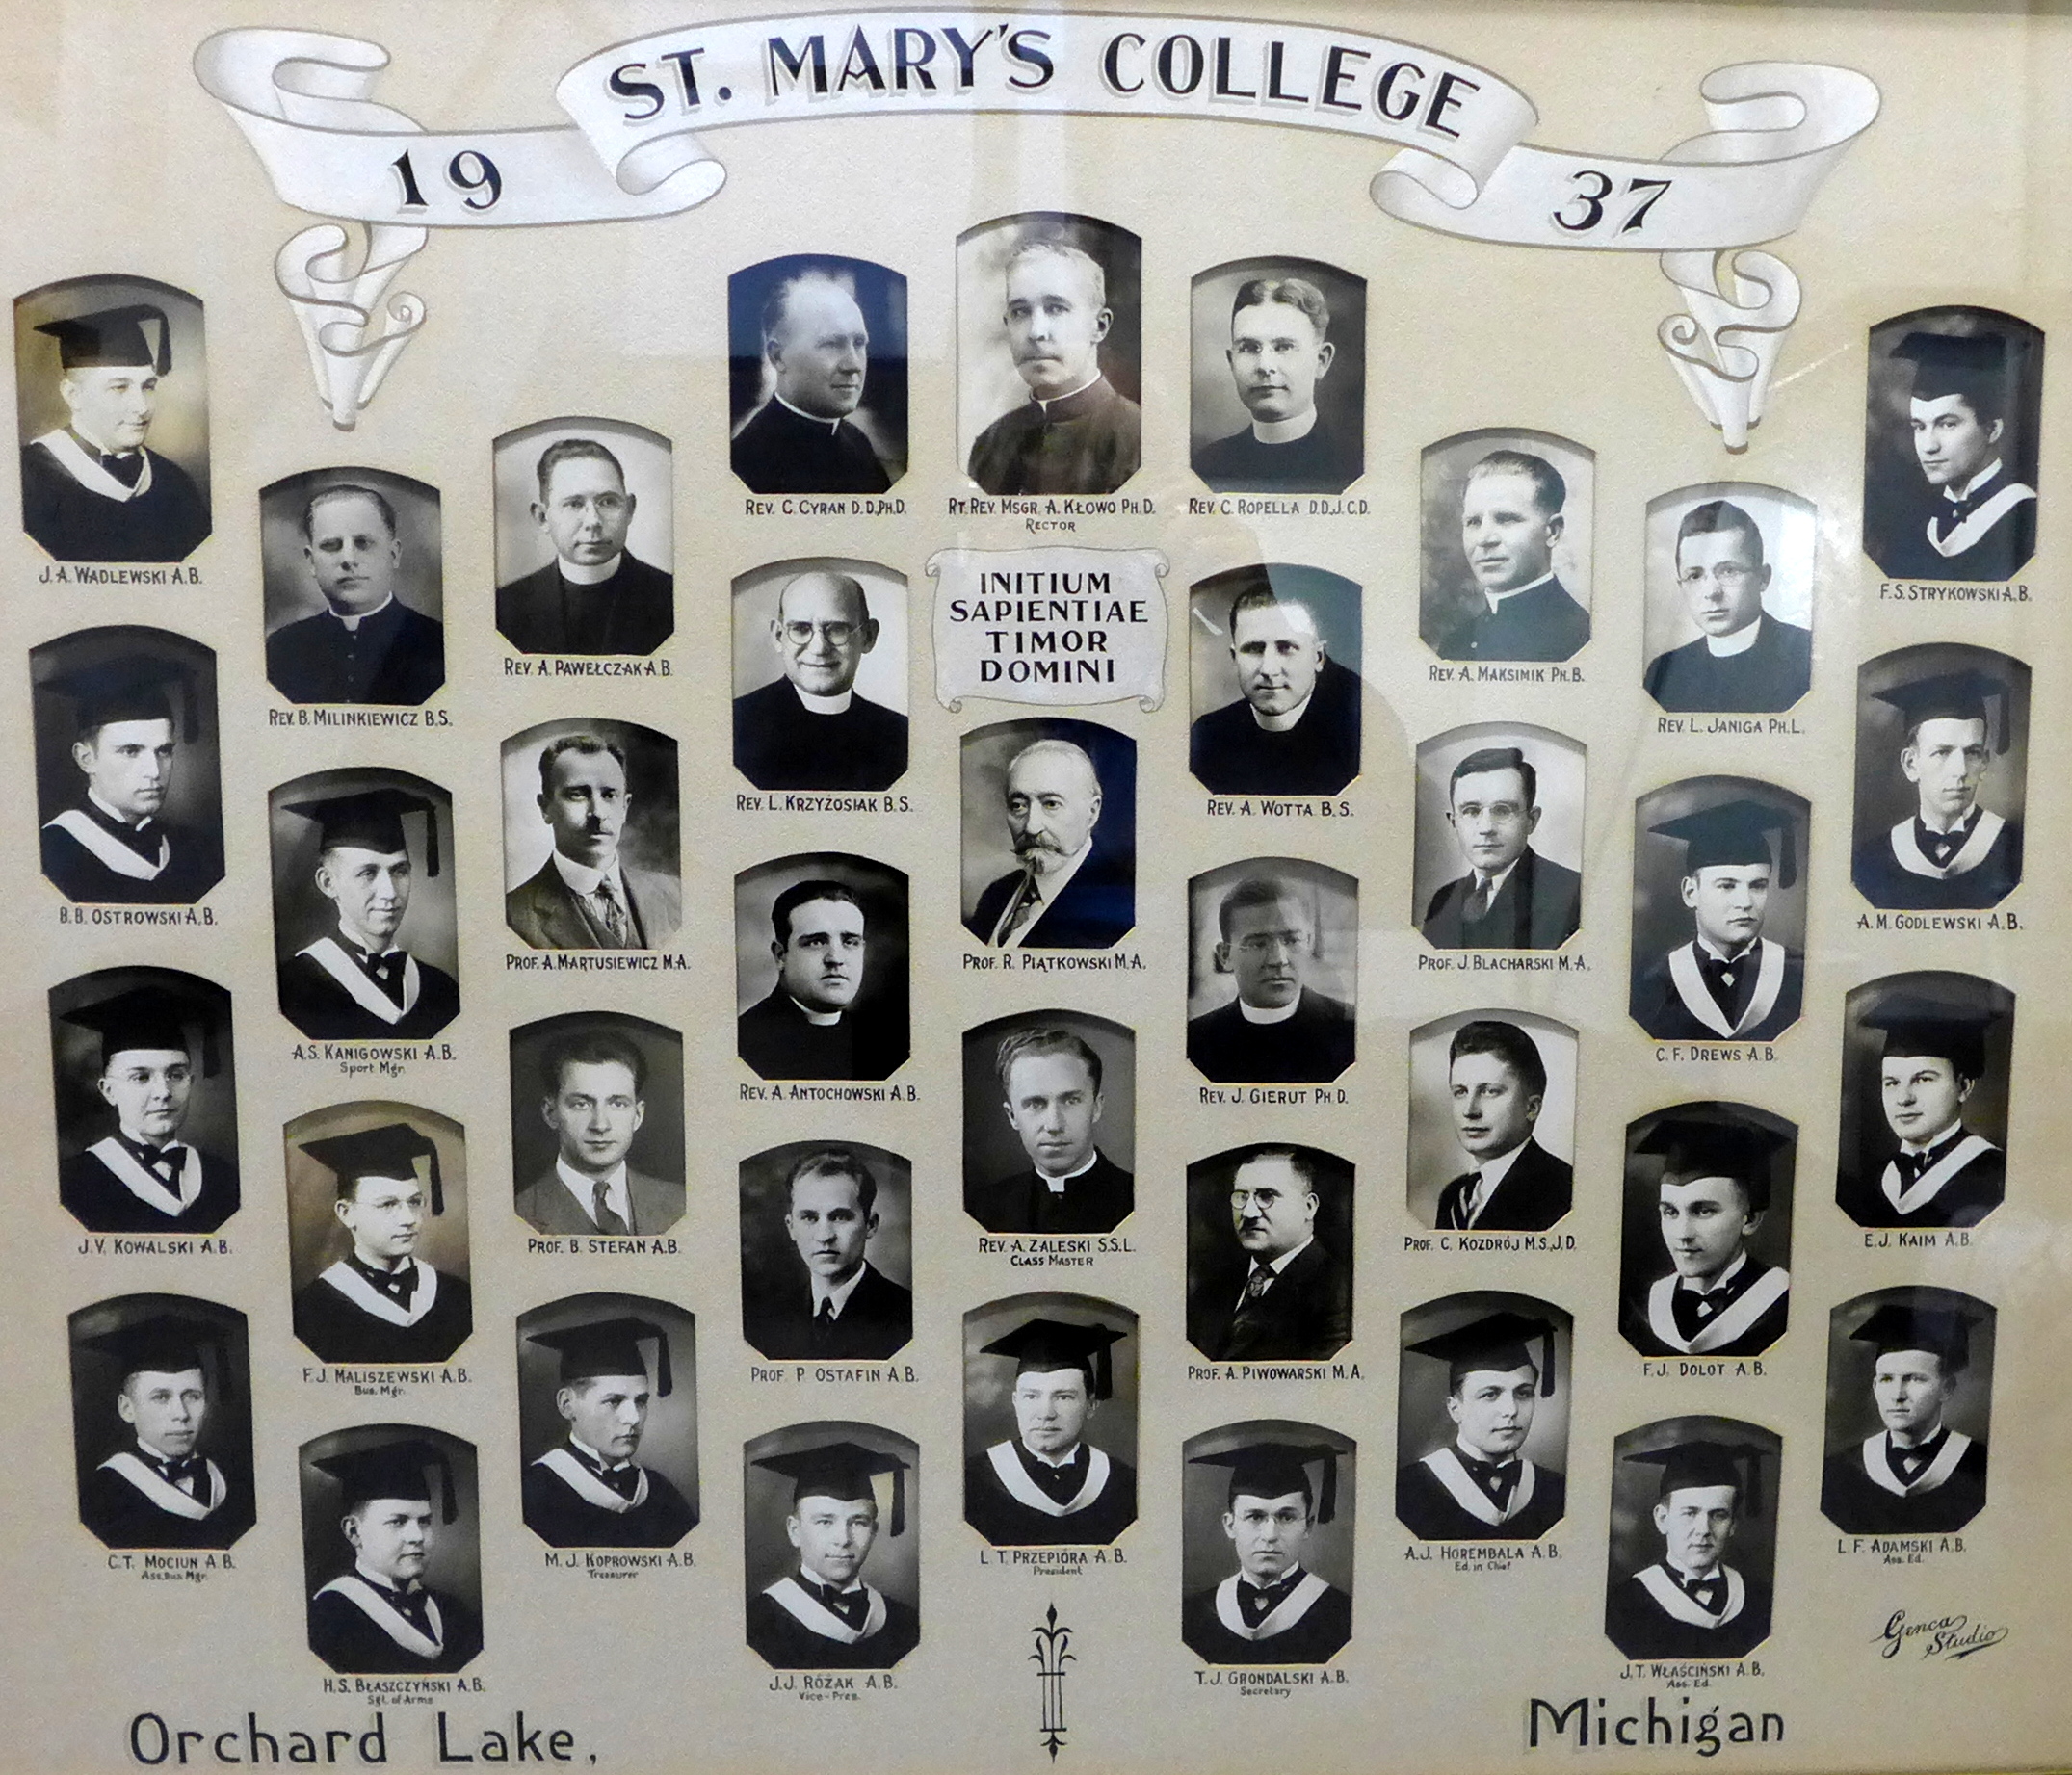 ST. MARY'S COLLEGE
19 37
REV. C. CYRAN D.D.,PH.D.
RT. REV. MSGR. A. KŁOWO PH.D.
RECTOR
REV. C. ROPELLA D.D.,J.C.D.
J. A. WADLEWSKI A.B.
F. S. STRYKOWSKI A.B.
INITIUM
SAPIENTIAE
TIMOR
DOMINI
REV. B. MILINKIEWICZ B.S.
REV. A. PAWEŁCZAK A.B.
REV. A. MAKSIMIK PH.B.
REV. L. JANIGA PH.L.
REV. L. KRZYŻOSIAK B.S.
REV. A. WOTTA B.S.
B.B. OSTROWSKI A.B.
A.M. GODLEWSKI A.B.
PROF. A. MARTUSIEWICZ M.A.
PROF. R. PIĄTKOWSKI M.A.
PROF. J. BLACHARSKI M.A.
A.S. KANIGOWSKI A.B.
Sport Mgr.
REV. A. ANTOCHOWSKI A.B.
REV. J. GIERUT PH.D.
C. F. DREWS A.B.
J.V. KOWALSKI A.B.
PROF. B. STEFAN A.B.
REV. A. ZALESKI S.S.L.
CLASS MASTER
PROF. C. KOZDRÓJ M.S.,J.D.
E.J. KAIM A.B.
F.J. MALISZEWSKI A.B.
Bus. Mgr.
PROF. P. OSTAFIN A.B.
PROF. A. PIWOWARSKI M.A.
F.J. DOLOT A.B.
C.T. MOCIUN A.B.
Ass. Bus. Mgr.
M.J. KOPROWSKI A.B.
Treasurer
L.T. PRZEPIÓRA A.B.
President
A.J. HOREMBALA A.B.
Ed. in Chief
L.F. ADAMSKI A.B.
Ass. Ed.
H.S. BŁASZCZYŃSKI A.B.
Sgt. of Arms
J.J. RÓŻAK A.B.
Vice-Pres.
T.J. GRONDALSKI A.B.
Secretary
J.T. WŁAŚCIŃSKI A.B.
Ass. Ed.
Genca
Studio
Orchard Lake, Michigan